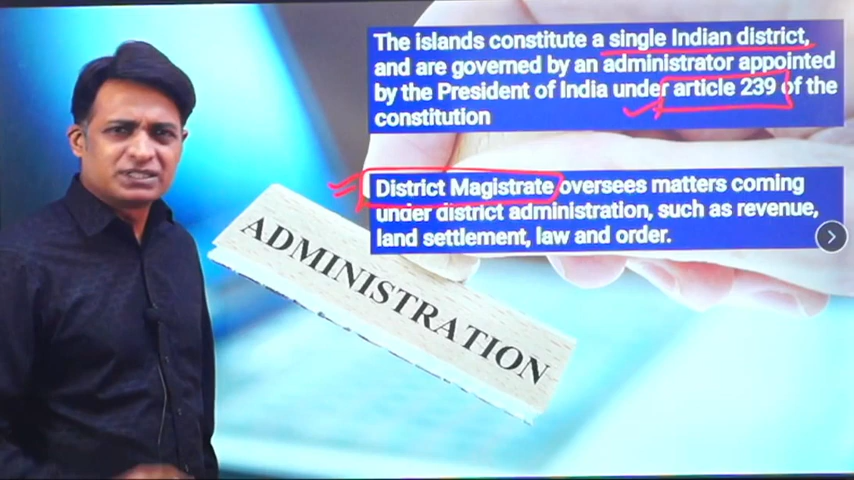 The islands constitute a single Indian district,
and are governed by an administrator appointed
by the President of India under article 239 of the
constitution
District Magistrate oversees matters coming
under district administration, such as revenue,
land settlement, law and order.
ADMINISTRATION